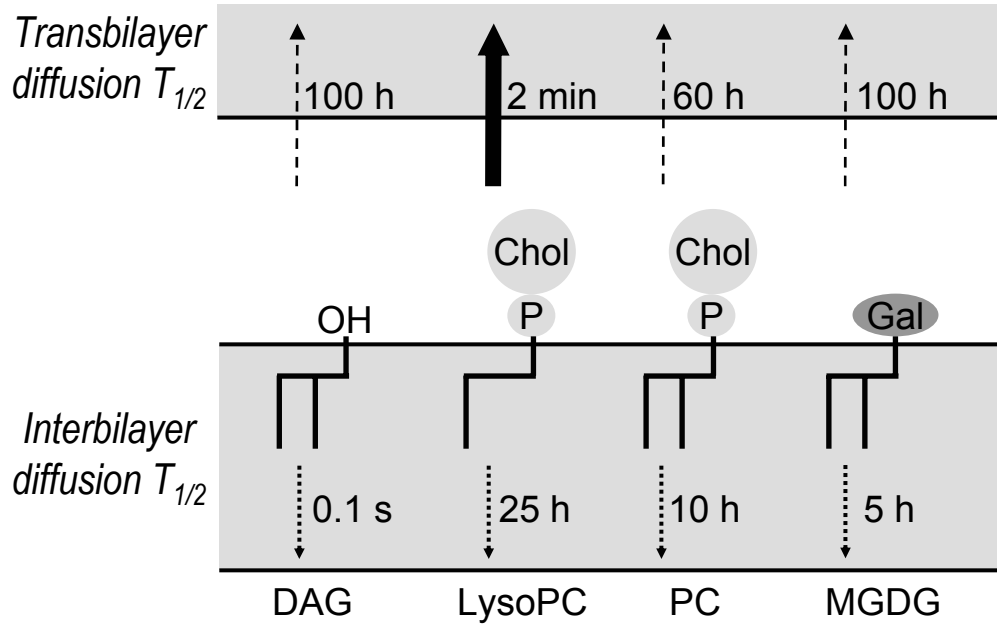 Transbilayer
diffusion T1/2
100 h
2 min
60 h
100 h
Chol
Chol
OH
P
P
Gal
Interbilayer
diffusion T1/2
0.1 s
25 h
10 h
5 h
DAG
LysoPC
PC
MGDG